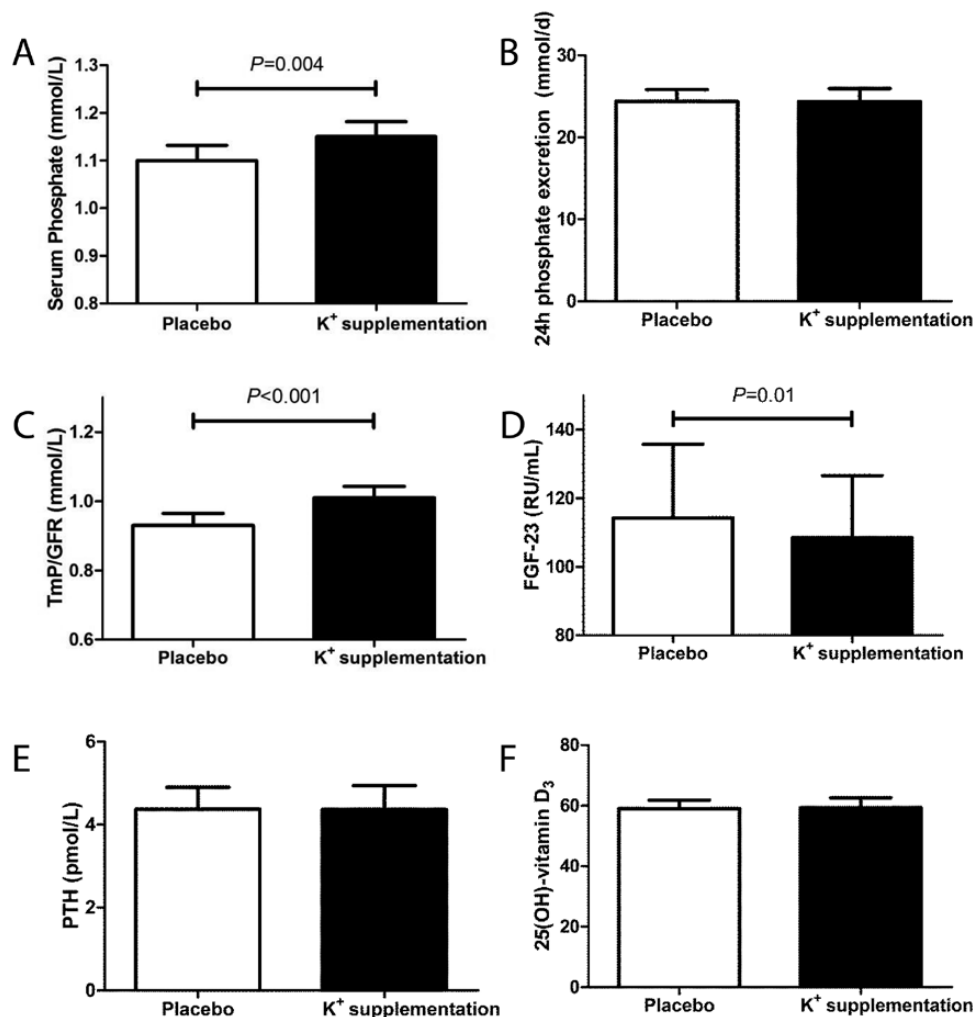 A
Serum Phosphate (mmol/L)
1.3
1.2
1.1
1.0
0.9
0.8
P=0.004
Placebo
K+ supplementation
B
24h phosphate excretion (mmol/d)
30
20
10
0
Placebo
K+ supplementation
C
TmP/GFR (mmol/L)
1.2
1.0
0.8
0.6
P<0.001
Placebo
K+ supplementation
D
FGF-23 (RU/mL)
140
120
100
80
P=0.01
Placebo
K+ supplementation
E
PTH (pmol/L)
6
4
2
0
Placebo
K+ supplementation
F
25(OH)-vitamin D3
80
60
40
20
0
Placebo
K+ supplementation